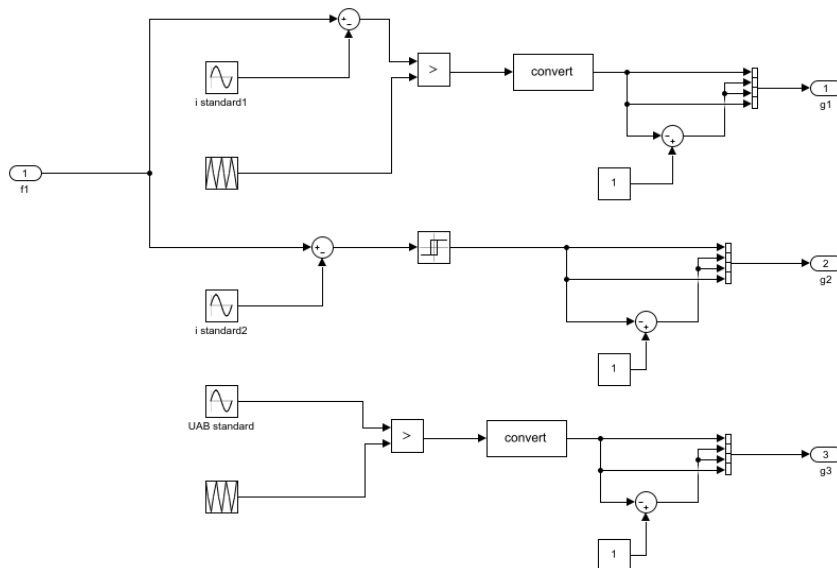 i standard1
>
convert
1
g1
1
f1
1
i standard2
2
g2
1
UAB standard
>
convert
3
g3
1